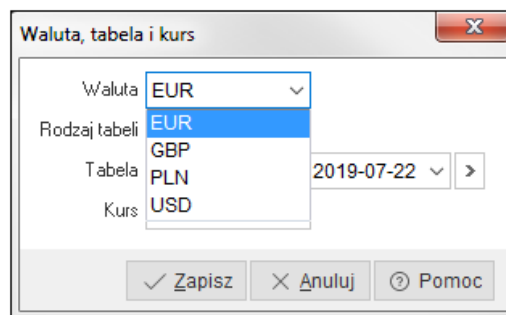 Waluta, tabela i kurs
Waluta EUR
Rodzaj tabeli EUR
GBP
Tabela PLN 2019-07-22
Kurs USD
Zapisz Anuluj Pomoc